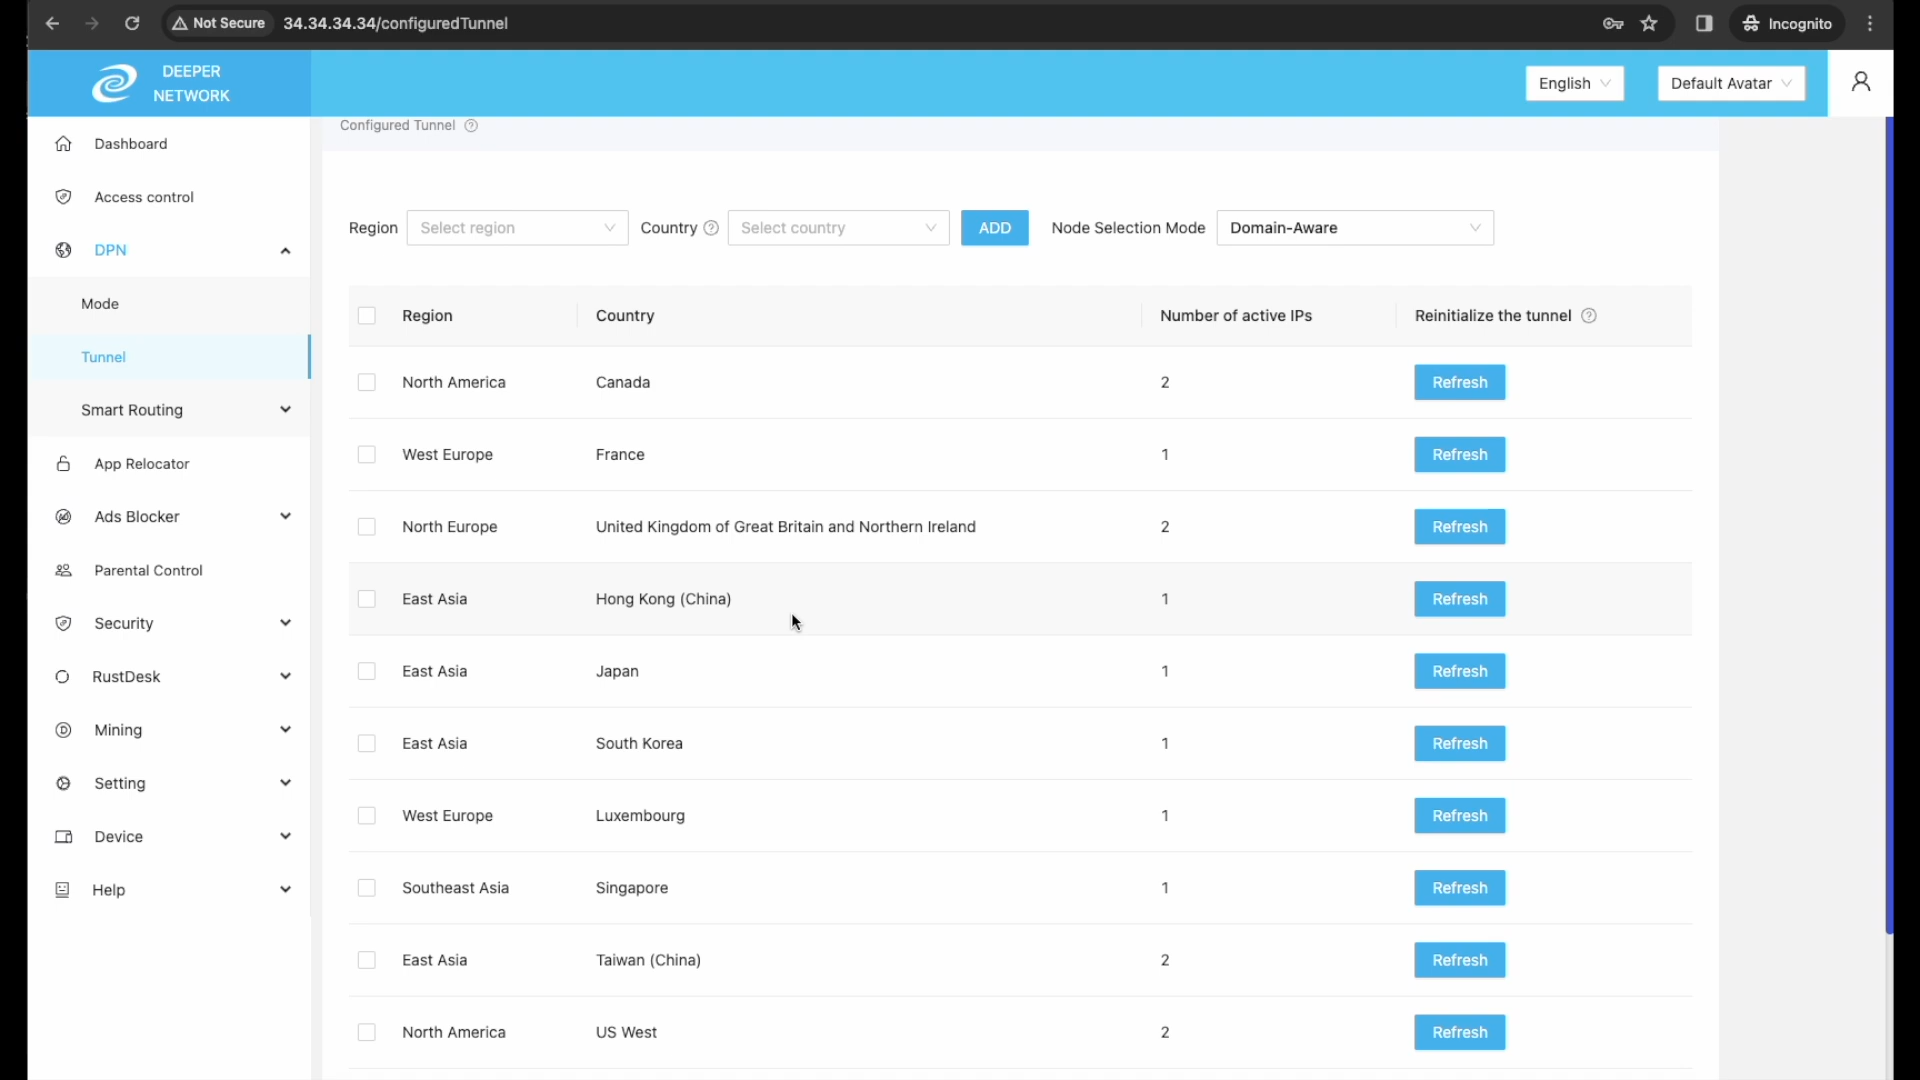 Not Secure 34.34.34.34/configuredTunnel Incognito
DEEPER
NETWORK
English Default Avatar
Configured Tunnel
Dashboard
Access control
DPN
Mode
Tunnel
Smart Routing
App Relocator
Ads Blocker
Parental Control
Security
RustDesk
Mining
Setting
Device
Help
Region Select region Country Select country ADD Node Selection Mode Domain-Aware
Region Country Number of active IPs Reinitialize the tunnel
North America Canada 2 Refresh
West Europe France 1 Refresh
North Europe United Kingdom of Great Britain and Northern Ireland 2 Refresh
East Asia Hong Kong (China) 1 Refresh
East Asia Japan 1 Refresh
East Asia South Korea 1 Refresh
West Europe Luxembourg 1 Refresh
Southeast Asia Singapore 1 Refresh
East Asia Taiwan (China) 2 Refresh
North America US West 2 Refresh